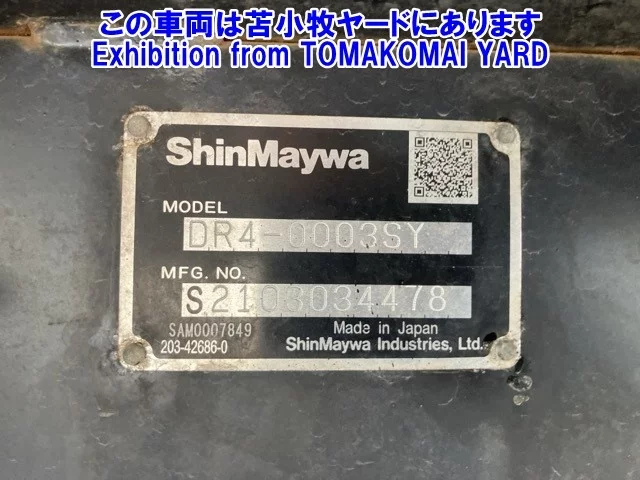 この車両は苫小牧ヤードにあります
Exhibition from TOMAKOMAI YARD
ShinMaywa
MODEL
DR4-0003SY
MFG. NO.
S2103034478
SAM0007849
Made in Japan
203-42686-0
ShinMaywa Industries, Ltd.